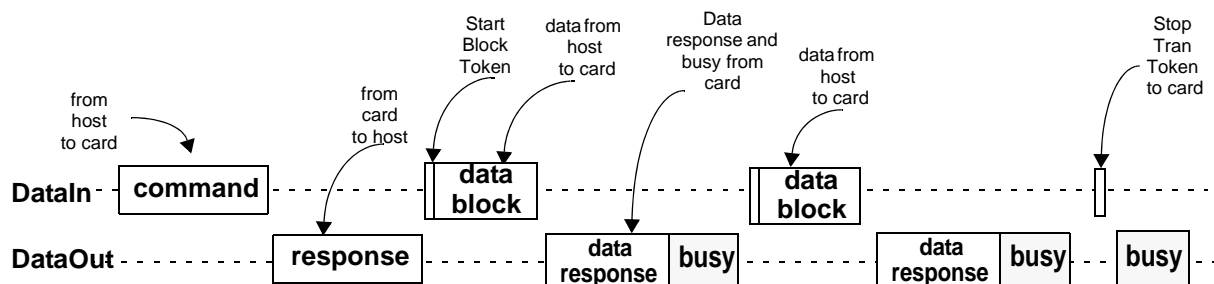 from
host
to card
from
card
to host
Start
Block
Token
data from
host
to card
Data
response and
busy from
card
data from
host
to card
Stop
Tran
Token
to card
DataIn
command
data
block
data
block
DataOut
response
data
response
busy
data
response
busy
busy